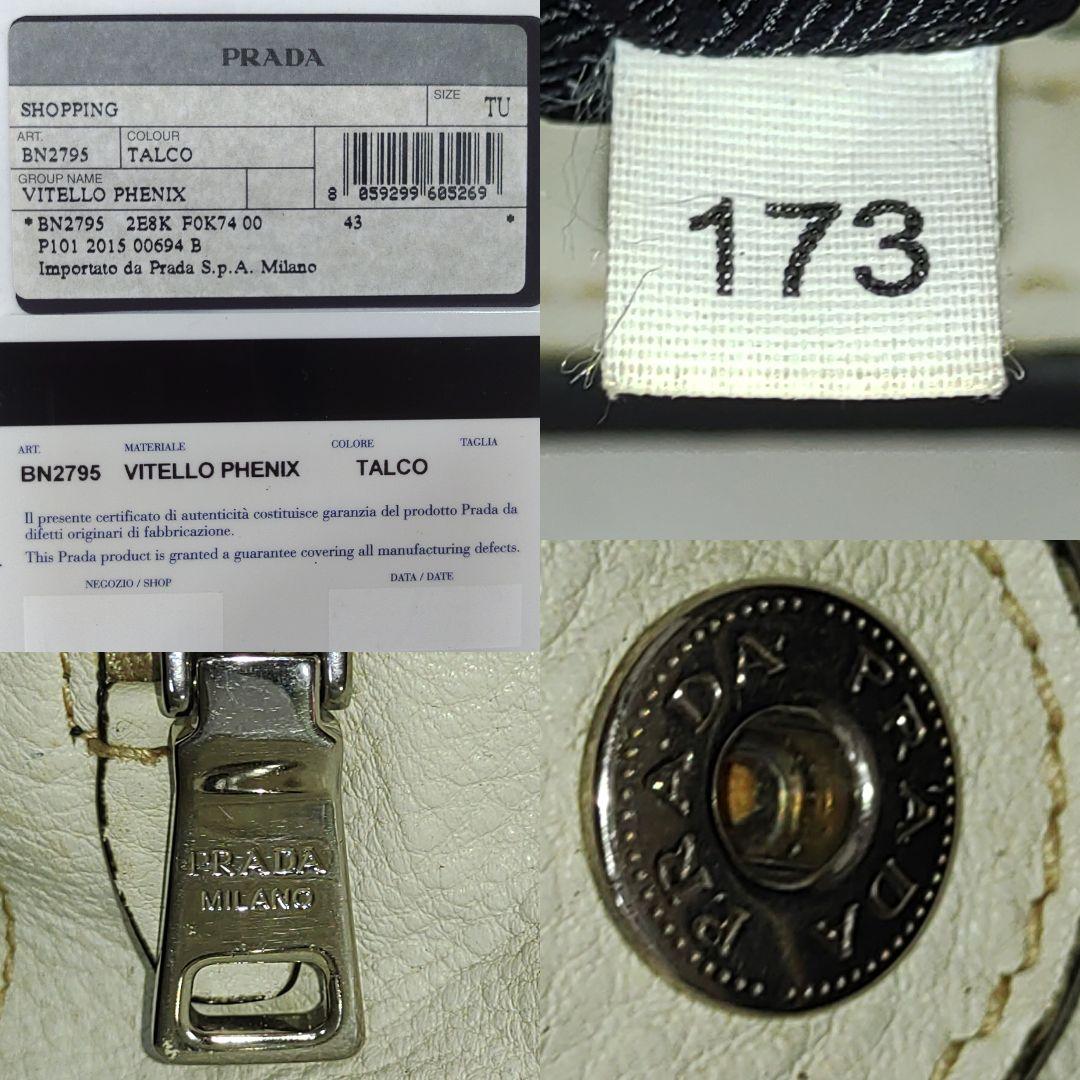 PRADA
SHOPPING
SIZE
TU
ART.
BN2795
COLOUR
TALCO
GROUP NAME
VITELLO PHENIX
8 059299 605269
* BN2795 2E8K F0K74 00 43 *
P101 2015 00694 B
Importato da Prada S.p.A. Milano
ART. MATERIALE COLORE TAGLIA
BN2795 VITELLO PHENIX TALCO
Il presente certificato di autenticità costituisce garanzia del prodotto Prada da
difetti originari di fabbricazione.
This Prada product is granted a guarantee covering all manufacturing defects.
NEGOZIO / SHOP DATA / DATE
173
PRADA
MILANO
PRADA PRADA